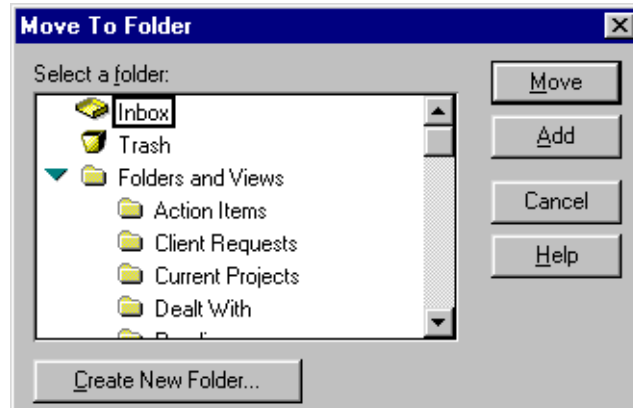 Move To Folder
Select a folder:
Inbox
Trash
Folders and Views
Action Items
Client Requests
Current Projects
Dealt With
Move
Add
Cancel
Help
Create New Folder...